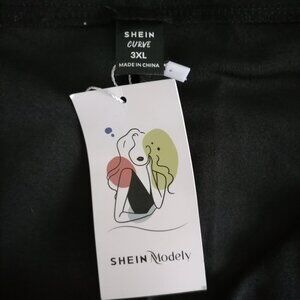 SHEIN
CURVE
3XL
MADE IN CHINA
SHEIN Modely